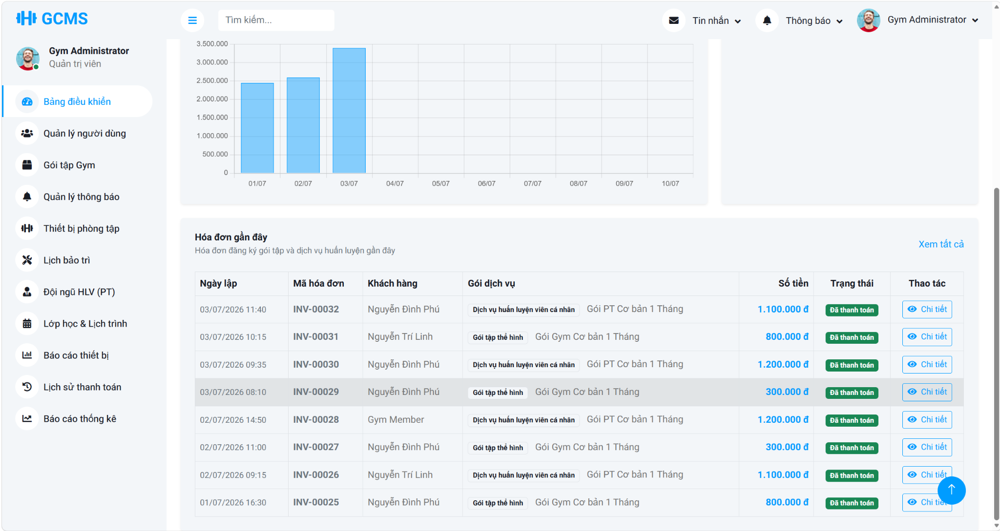 GCMS
Tìm kiếm...
Tin nhắn
Thông báo
Gym Administrator
Gym Administrator
Quản trị viên
Bảng điều khiển
Quản lý người dùng
Gói tập Gym
Quản lý thông báo
Thiết bị phòng tập
Lịch bảo trì
Đội ngũ HLV (PT)
Lớp học & Lịch trình
Báo cáo thiết bị
Lịch sử thanh toán
Báo cáo thống kê
3.500.000
3.000.000
2.500.000
2.000.000
1.500.000
1.000.000
500.000
0
01/07 02/07 03/07 04/07 05/07 06/07 07/07 08/07 09/07 10/07
Hóa đơn gần đây
Hóa đơn đăng ký gói tập và dịch vụ huấn luyện gần đây
Xem tất cả
Ngày lập Mã hóa đơn Khách hàng Gói dịch vụ Số tiền Trạng thái Thao tác
03/07/2026 11:40 INV-00032 Nguyễn Đình Phú Dịch vụ huấn luyện viên cá nhân Gói PT Cơ bản 1 Tháng 1.100.000 đ Đã thanh toán Chi tiết
03/07/2026 10:15 INV-00031 Nguyễn Trí Linh Gói tập thể hình Gói Gym Cơ bản 1 Tháng 800.000 đ Đã thanh toán Chi tiết
03/07/2026 09:35 INV-00030 Nguyễn Đình Phú Dịch vụ huấn luyện viên cá nhân Gói PT Cơ bản 1 Tháng 1.200.000 đ Đã thanh toán Chi tiết
03/07/2026 08:10 INV-00029 Nguyễn Đình Phú Gói tập thể hình Gói Gym Cơ bản 1 Tháng 300.000 đ Đã thanh toán Chi tiết
02/07/2026 14:50 INV-00028 Gym Member Dịch vụ huấn luyện viên cá nhân Gói PT Cơ bản 1 Tháng 1.200.000 đ Đã thanh toán Chi tiết
02/07/2026 11:00 INV-00027 Nguyễn Đình Phú Gói tập thể hình Gói Gym Cơ bản 1 Tháng 300.000 đ Đã thanh toán Chi tiết
02/07/2026 09:15 INV-00026 Nguyễn Trí Linh Dịch vụ huấn luyện viên cá nhân Gói PT Cơ bản 1 Tháng 1.100.000 đ Đã thanh toán Chi tiết
01/07/2026 16:30 INV-00025 Nguyễn Đình Phú Gói tập thể hình Gói Gym Cơ bản 1 Tháng 800.000 đ Đã thanh toán Chi tiết